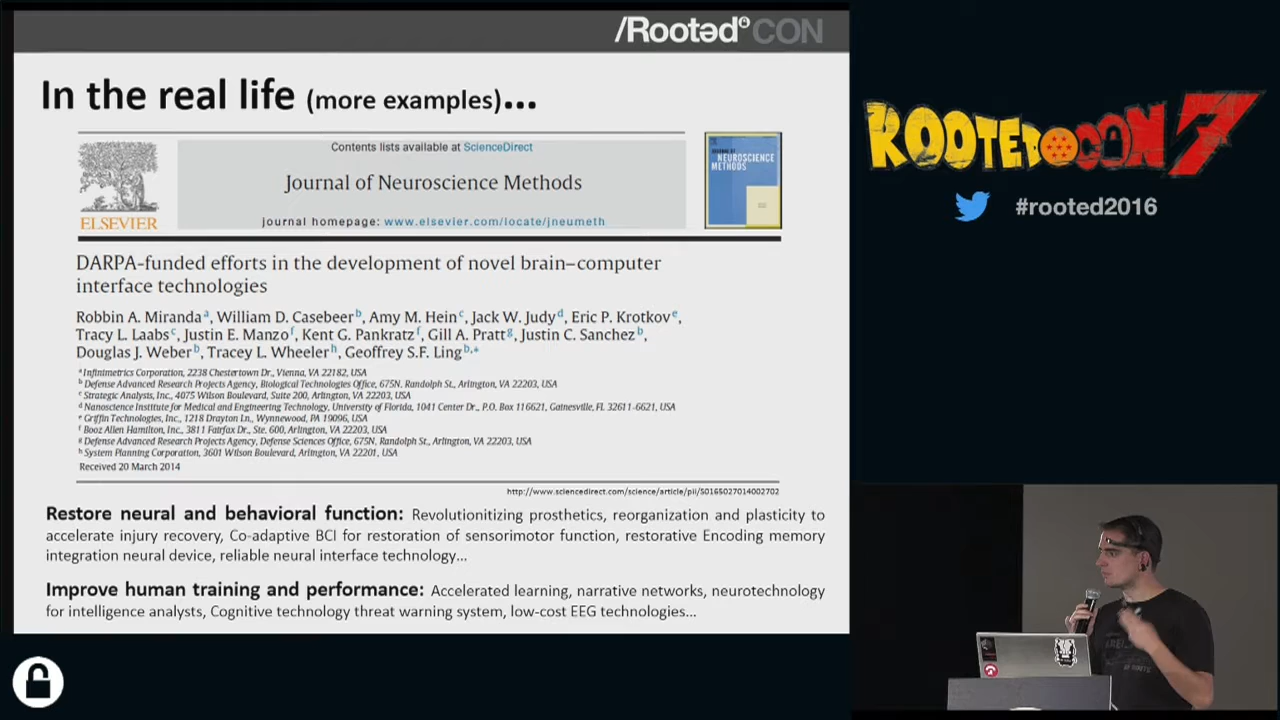 /RootedCON
In the real life (more examples)...
Contents lists available at ScienceDirect
Journal of Neuroscience Methods
journal homepage: www.elsevier.com/locate/jneumeth
ELSEVIER
JOURNAL OF
NEUROSCIENCE
METHODS
DARPA-funded efforts in the development of novel brain–computer
interface technologies
Robbin A. Miranda a, William D. Casebeer b, Amy M. Hein c, Jack W. Judy d, Eric P. Krotkov e,
Tracy L. Laabs c, Justin E. Manzo f, Kent G. Pankratz f, Gill A. Pratt g, Justin C. Sanchez b,
Douglas J. Weber b, Tracey L. Wheeler h, Geoffrey S.F. Ling b,*
a Infinimetrics Corporation, 2238 Chestertown Dr., Vienna, VA 22182, USA
b Defense Advanced Research Projects Agency, Biological Technologies Office, 675N, Randolph St., Arlington, VA 22203, USA
c Strategic Analysis, Inc., 4075 Wilson Boulevard, Suite 200, Arlington, VA 22203, USA
d Nanoscience Institute for Medical and Engineering Technology, University of Florida, 1041 Center Dr., P.O. Box 116621, Gainesville, FL 32611-6621, USA
e Griffin Technologies, Inc., 1218 Drayton Ln., Wynnewood, PA 19096, USA
f Booz Allen Hamilton, Inc., 3811 Fairfax Dr., Ste. 600, Arlington, VA 22203, USA
g Defense Advanced Research Projects Agency, Defense Sciences Office, 675N, Randolph St., Arlington, VA 22203, USA
h System Planning Corporation, 3601 Wilson Boulevard, Arlington, VA 22201, USA
Received 20 March 2014
http://www.sciencedirect.com/science/article/pii/S0165027014002702
Restore neural and behavioral function: Revolutionitizing prosthetics, reorganization and plasticity to
accelerate injury recovery, Co-adaptive BCI for restoration of sensorimotor function, restorative Encoding memory
integration neural device, reliable neural interface technology...
Improve human training and performance: Accelerated learning, narrative networks, neurotechnology
for intelligence analysts, Cognitive technology threat warning system, low-cost EEG technologies...
ROOTEDCON 7
#rooted2016